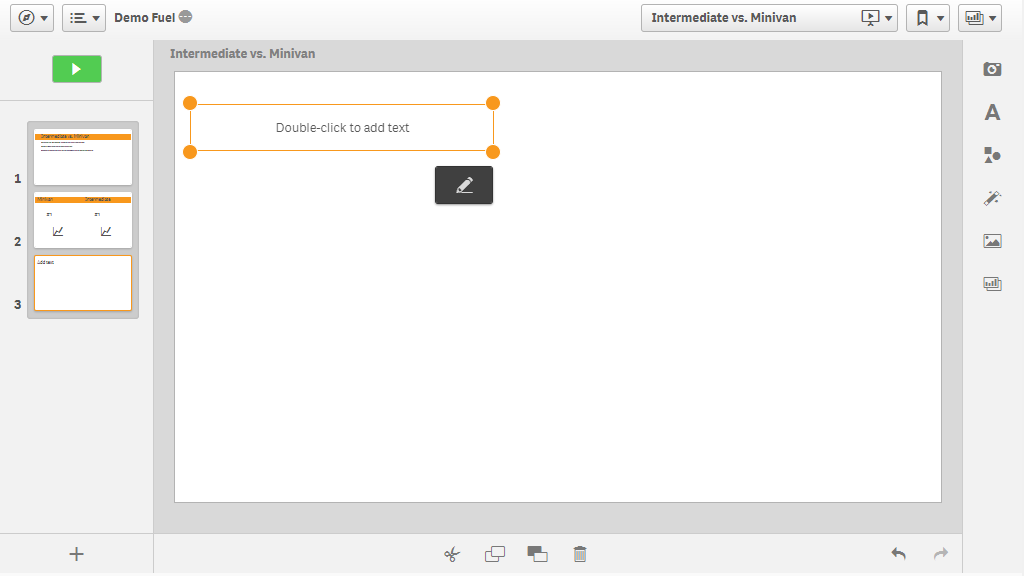 Demo Fuel
Intermediate vs. Minivan
Intermediate vs. Minivan
Double-click to add text
1
Intermediate vs. Minivan
2
Minivan Intermediate
3
Add text